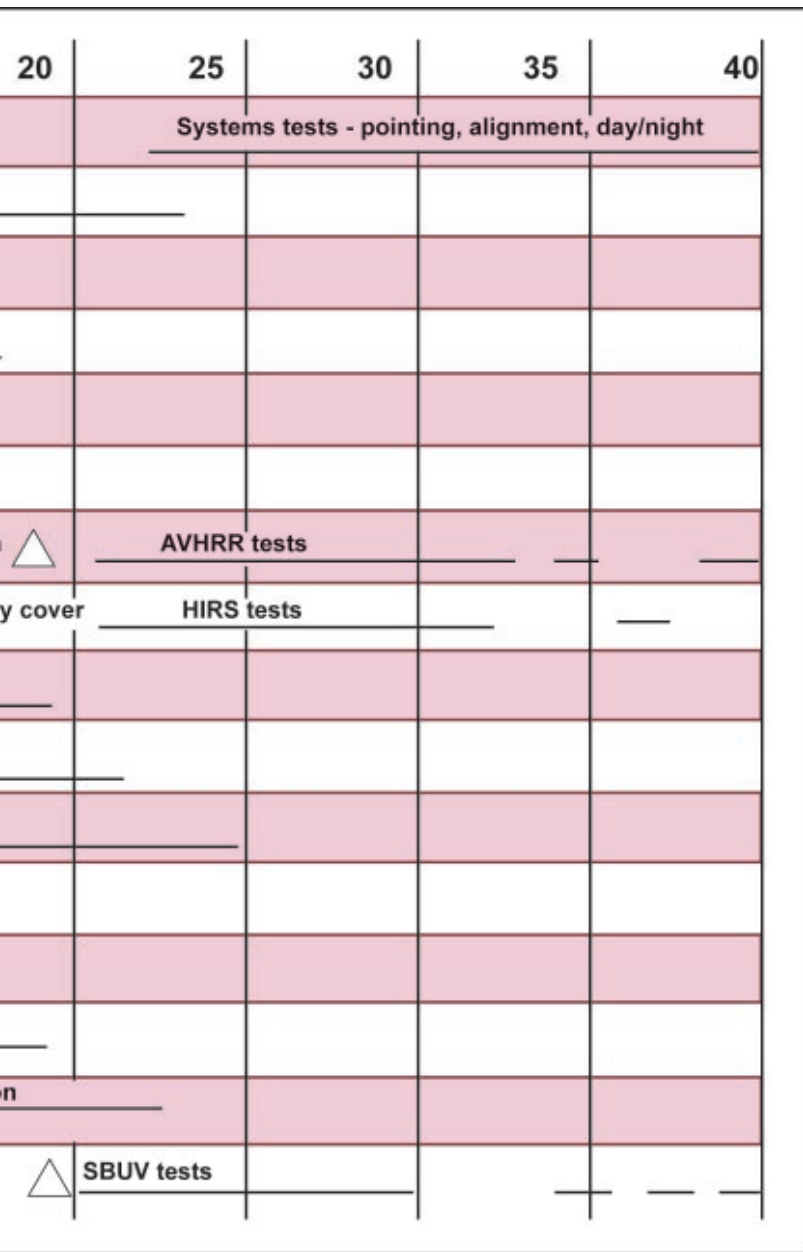 20 25 30 35 40
Systems tests - pointing, alignment, day/night
AVHRR tests
y cover HIRS tests
on
SBUV tests